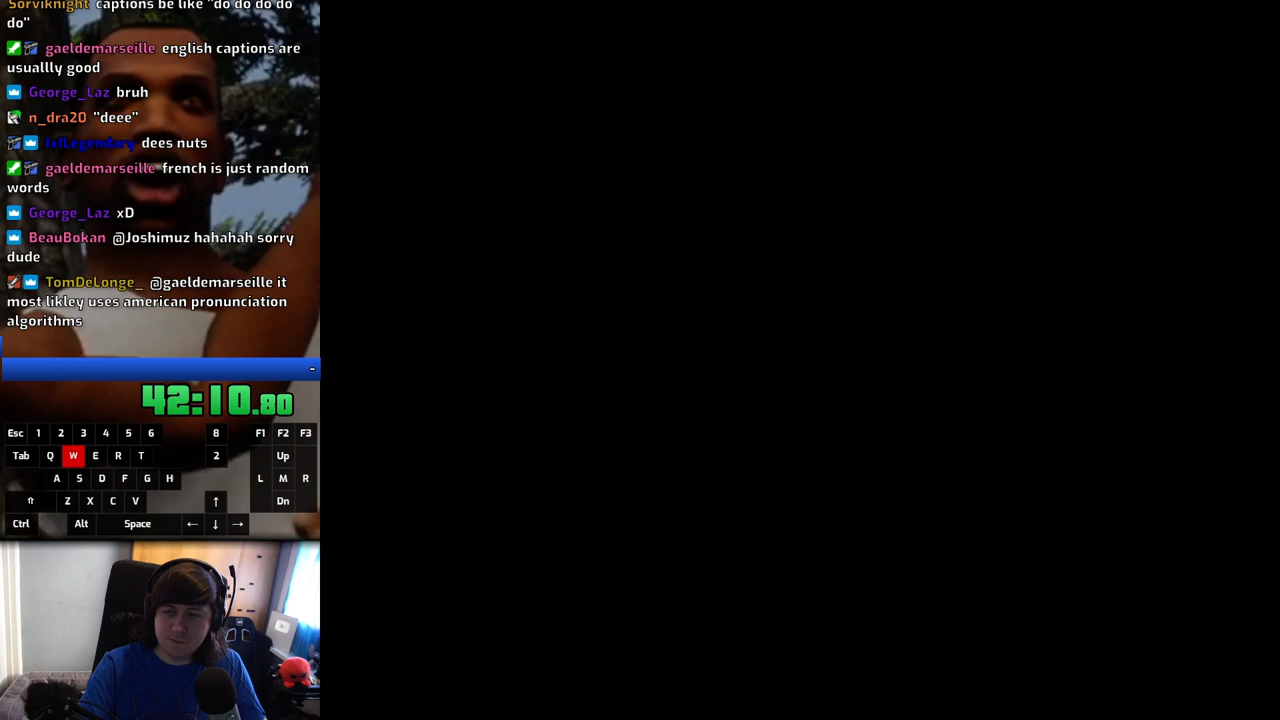 Sorviknight captions be like "do do do do
do"
gaeldemarseille english captions are
usuallly good
George_Laz bruh
n_dra20 "deee"
IxILegendary dees nuts
gaeldemarseille french is just random
words
George_Laz xD
BeauBokan @Joshimuz hahahah sorry
dude
TomDeLonge_ @gaeldemarseille it
most likley uses american pronunciation
algorithms
-
42:10.80
Esc 1 2 3 4 5 6 8 F1 F2 F3
Tab Q W E R T 2 Up
A S D F G H L M R
⇧ Z X C V ↑ Dn
Ctrl Alt Space ← ↓ →